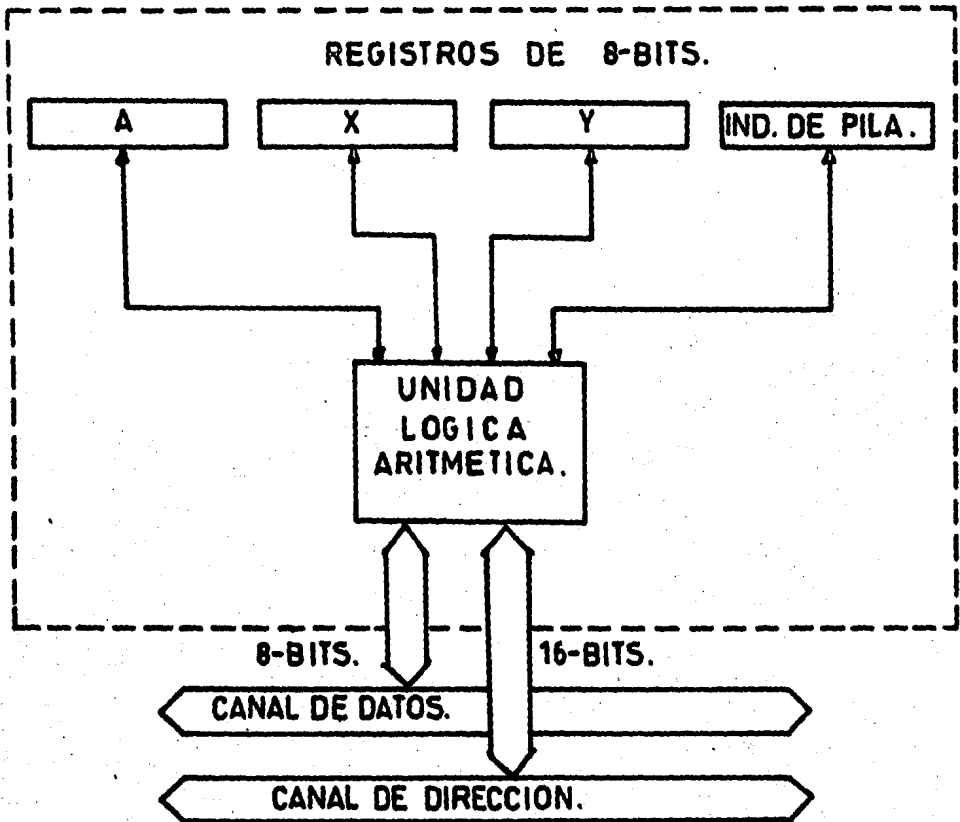 REGISTROS DE 8-BITS.
A
X
Y
IND. DE PILA.
UNIDAD
LOGICA
ARITMETICA.
8-BITS.
16-BITS.
CANAL DE DATOS.
CANAL DE DIRECCION.